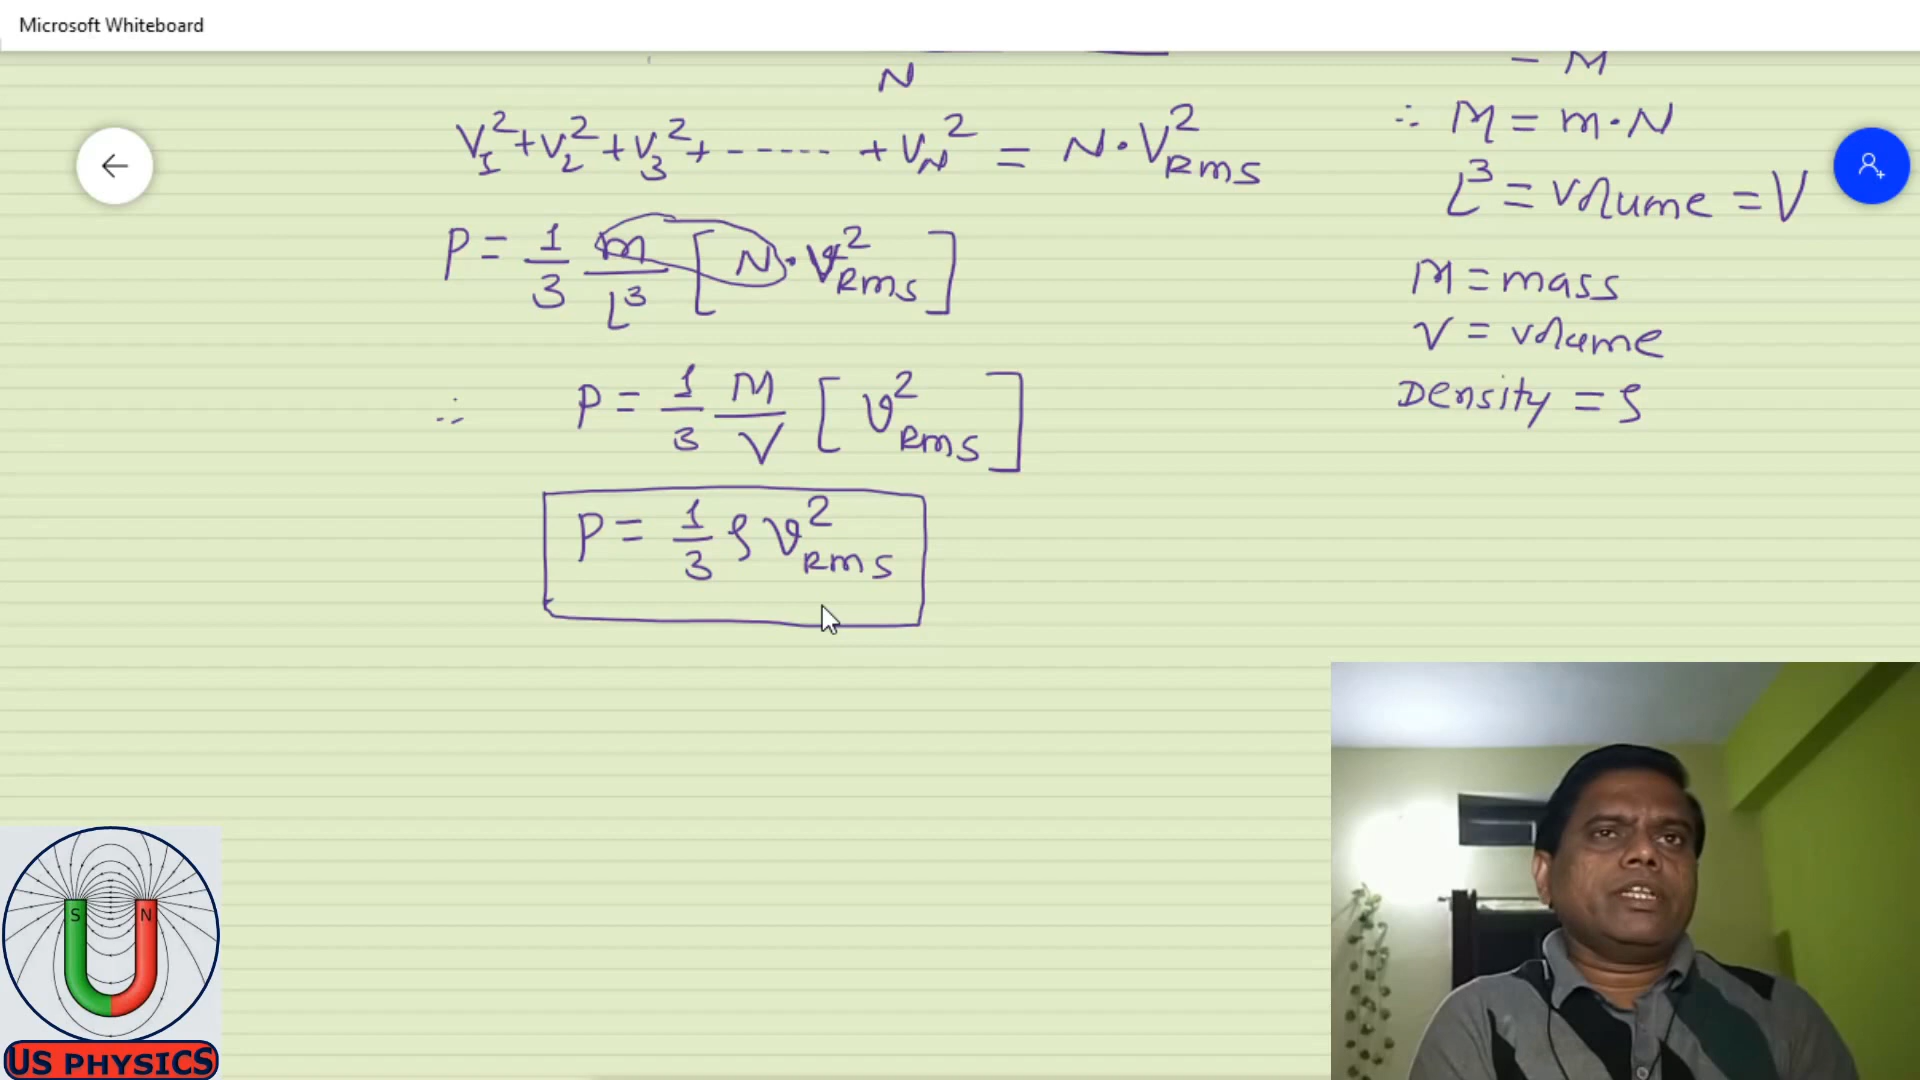 Microsoft Whiteboard
N
V₁² + V₂² + V₃² + ----- + VN² = N · V²RMS
P = 1/3 m/L³ [N · V²RMS]
∴ P = 1/3 M/V [v²RMS]
P = 1/3 ρ v²RMS
= M
∴ M = m · N
L³ = volume = V
M = mass
V = volume
Density = ρ
S N
US PHYSICS